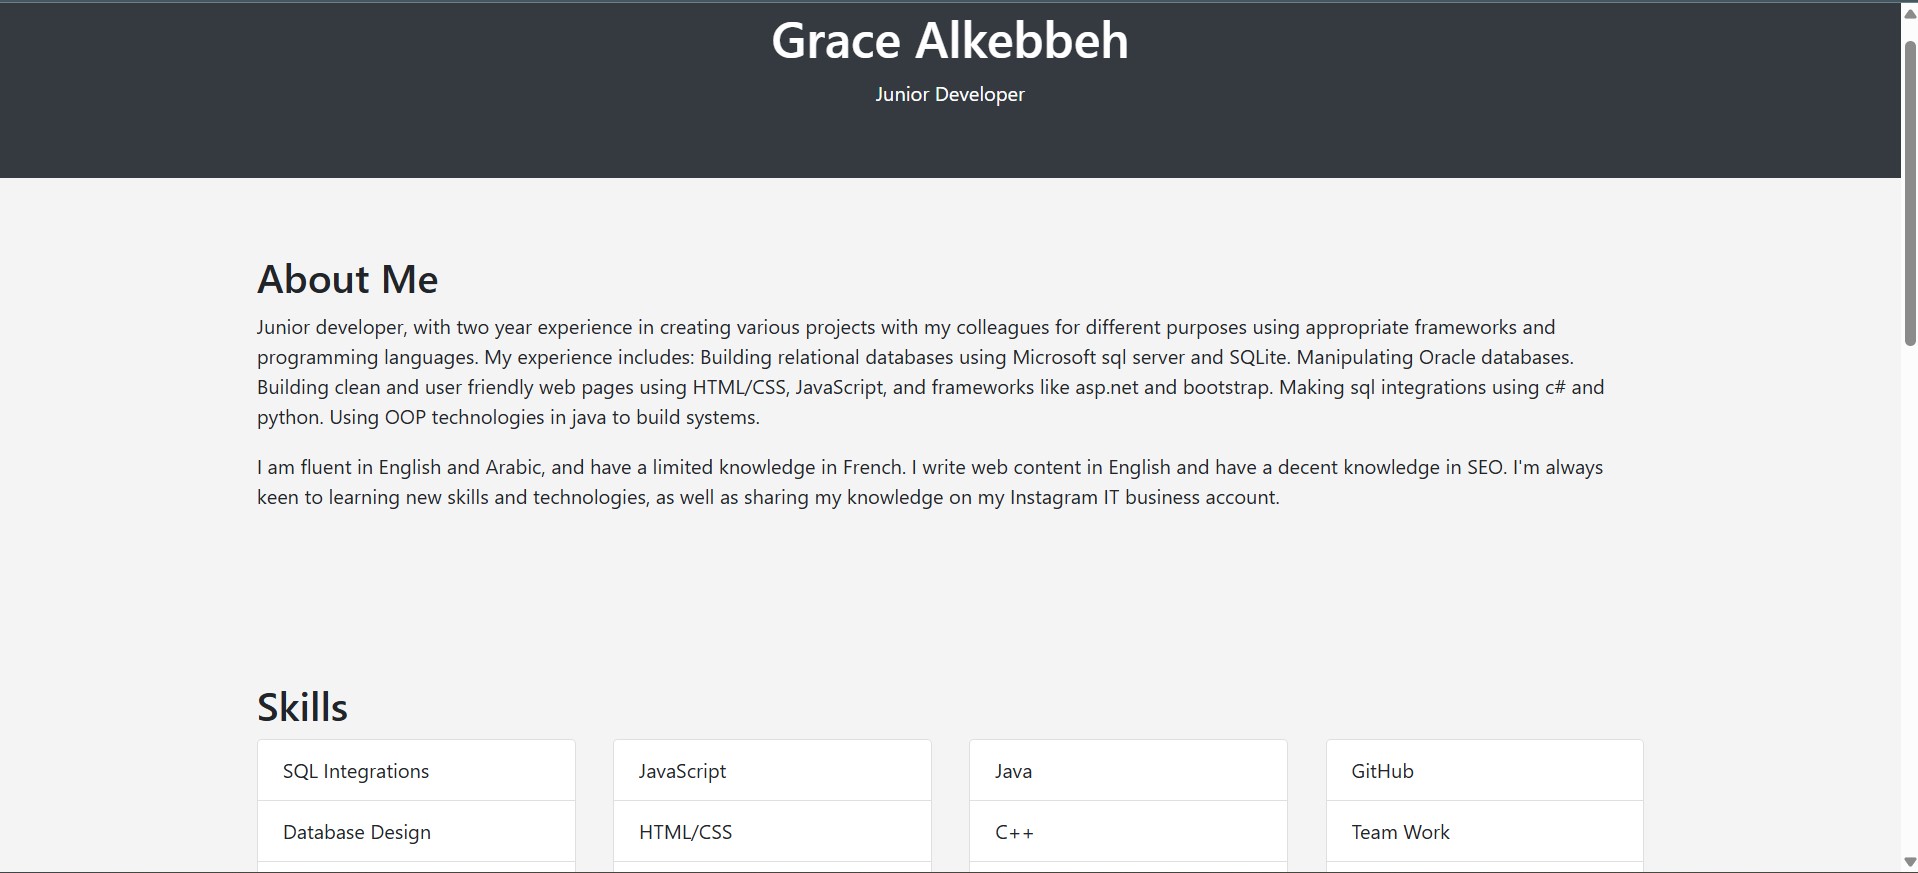 Grace Alkebbeh
Junior Developer
About Me
Junior developer, with two year experience in creating various projects with my colleagues for different purposes using appropriate frameworks and
programming languages. My experience includes: Building relational databases using Microsoft sql server and SQLite. Manipulating Oracle databases.
Building clean and user friendly web pages using HTML/CSS, JavaScript, and frameworks like asp.net and bootstrap. Making sql integrations using c# and
python. Using OOP technologies in java to build systems.
I am fluent in English and Arabic, and have a limited knowledge in French. I write web content in English and have a decent knowledge in SEO. I'm always
keen to learning new skills and technologies, as well as sharing my knowledge on my Instagram IT business account.
Skills
SQL Integrations JavaScript Java GitHub
Database Design HTML/CSS C++ Team Work